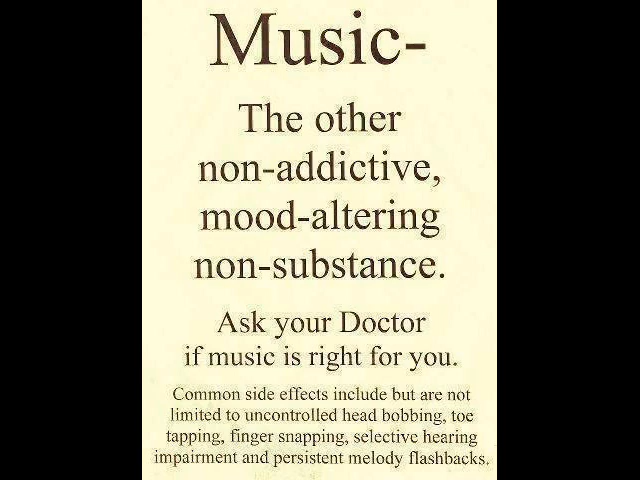 Music-
The other
non-addictive,
mood-altering
non-substance.
Ask your Doctor
if music is right for you.
Common side effects include but are not
limited to uncontrolled head bobbing, toe
tapping, finger snapping, selective hearing
impairment and persistent melody flashbacks.